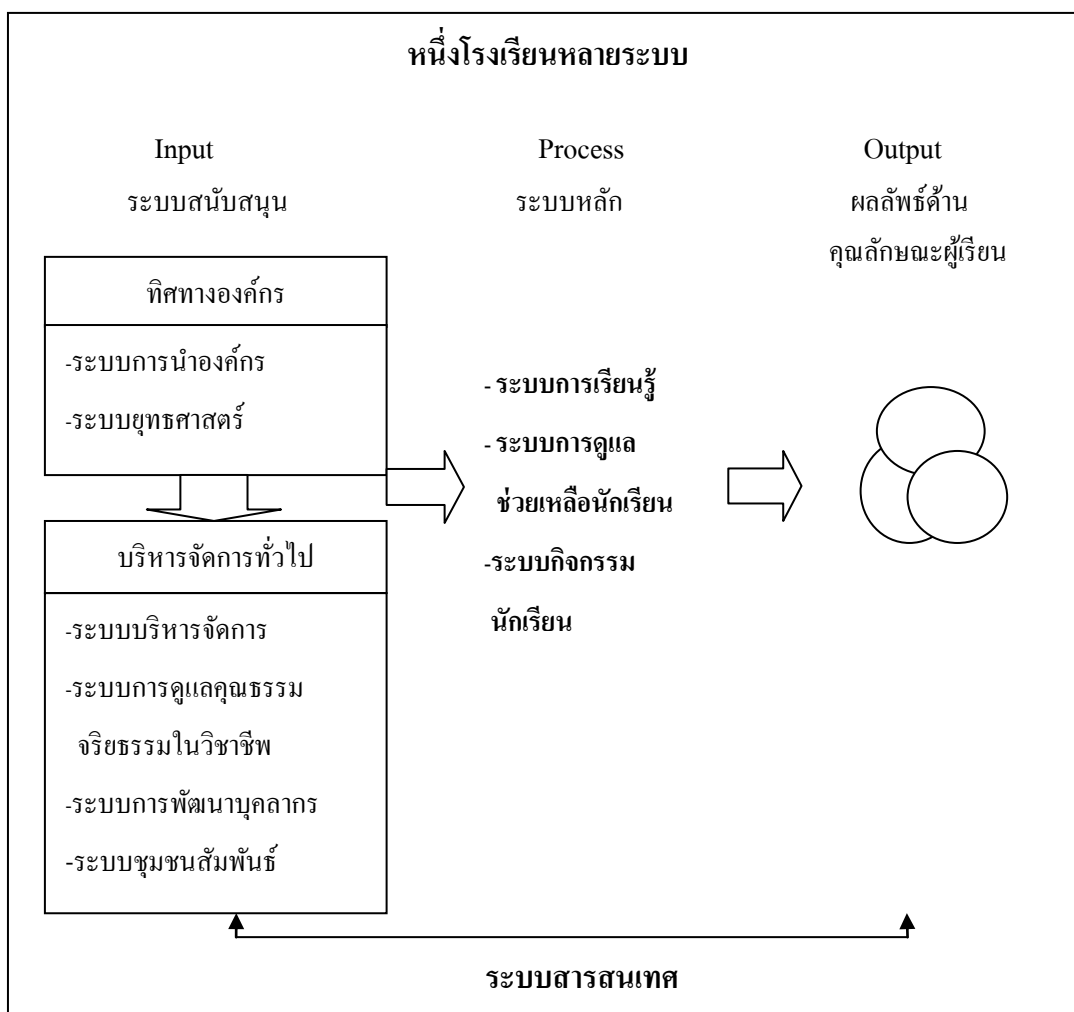 หนึ่งโรงเรียนหลายระบบ
Input
ระบบสนับสนุน
Process
ระบบหลัก
Output
ผลลัพธ์ด้าน
คุณลักษณะผู้เรียน
ทิศทางองค์กร
-ระบบการนำองค์กร
-ระบบยุทธศาสตร์
บริหารจัดการทั่วไป
-ระบบบริหารจัดการ
-ระบบการดูแลคุณธรรม
จริยธรรมในวิชาชีพ
-ระบบการพัฒนาบุคลากร
-ระบบชุมชนสัมพันธ์
- ระบบการเรียนรู้
- ระบบการดูแล
ช่วยเหลือนักเรียน
-ระบบกิจกรรม
นักเรียน
ระบบสารสนเทศ